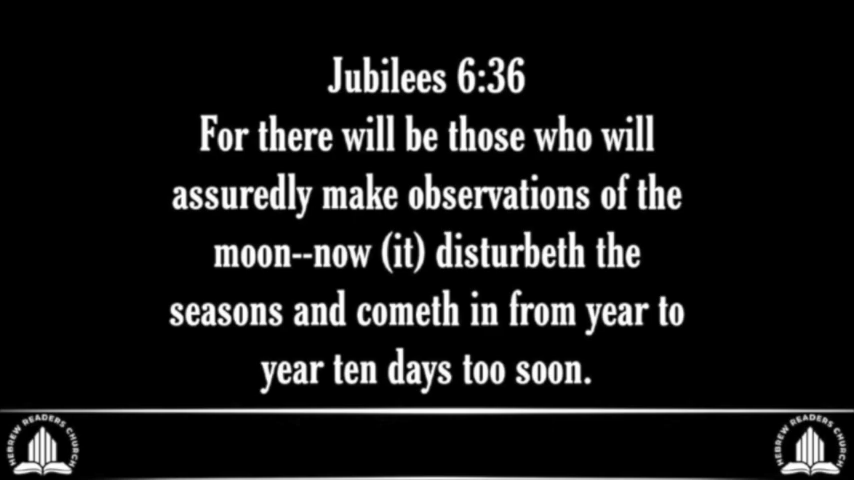 Jubilees 6:36
For there will be those who will
assuredly make observations of the
moon--now (it) disturbeth the
seasons and cometh in from year to
year ten days too soon.
HEBREW READERS CHURCH
HEBREW READERS CHURCH